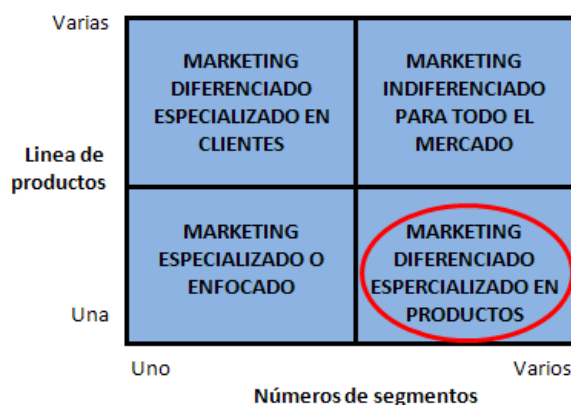 Varias
MARKETING
DIFERENCIADO
ESPECIALIZADO EN
CLIENTES
MARKETING
INDIFERENCIADO
PARA TODO EL
MERCADO
Linea de
productos
MARKETING
ESPECIALIZADO O
ENFOCADO
MARKETING
DIFERENCIADO
ESPERCIALIZADO EN
PRODUCTOS
Una
Uno
Varios
Números de segmentos